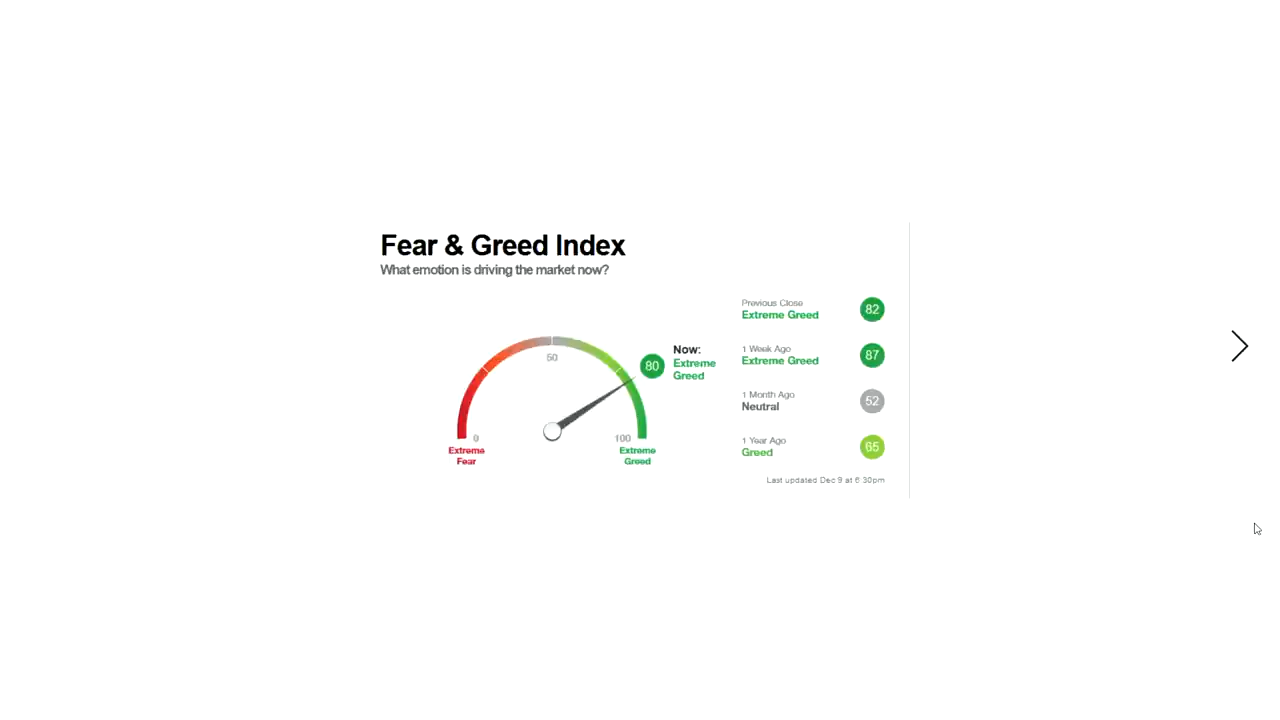 Fear & Greed Index
What emotion is driving the market now?
Previous Close
Extreme Greed
82
1 Week Ago
Extreme Greed
87
1 Month Ago
Neutral
52
1 Year Ago
Greed
65
Now:
Extreme
Greed
80
50
0
100
Extreme
Fear
Extreme
Greed
Last updated Dec 9 at 6:30pm